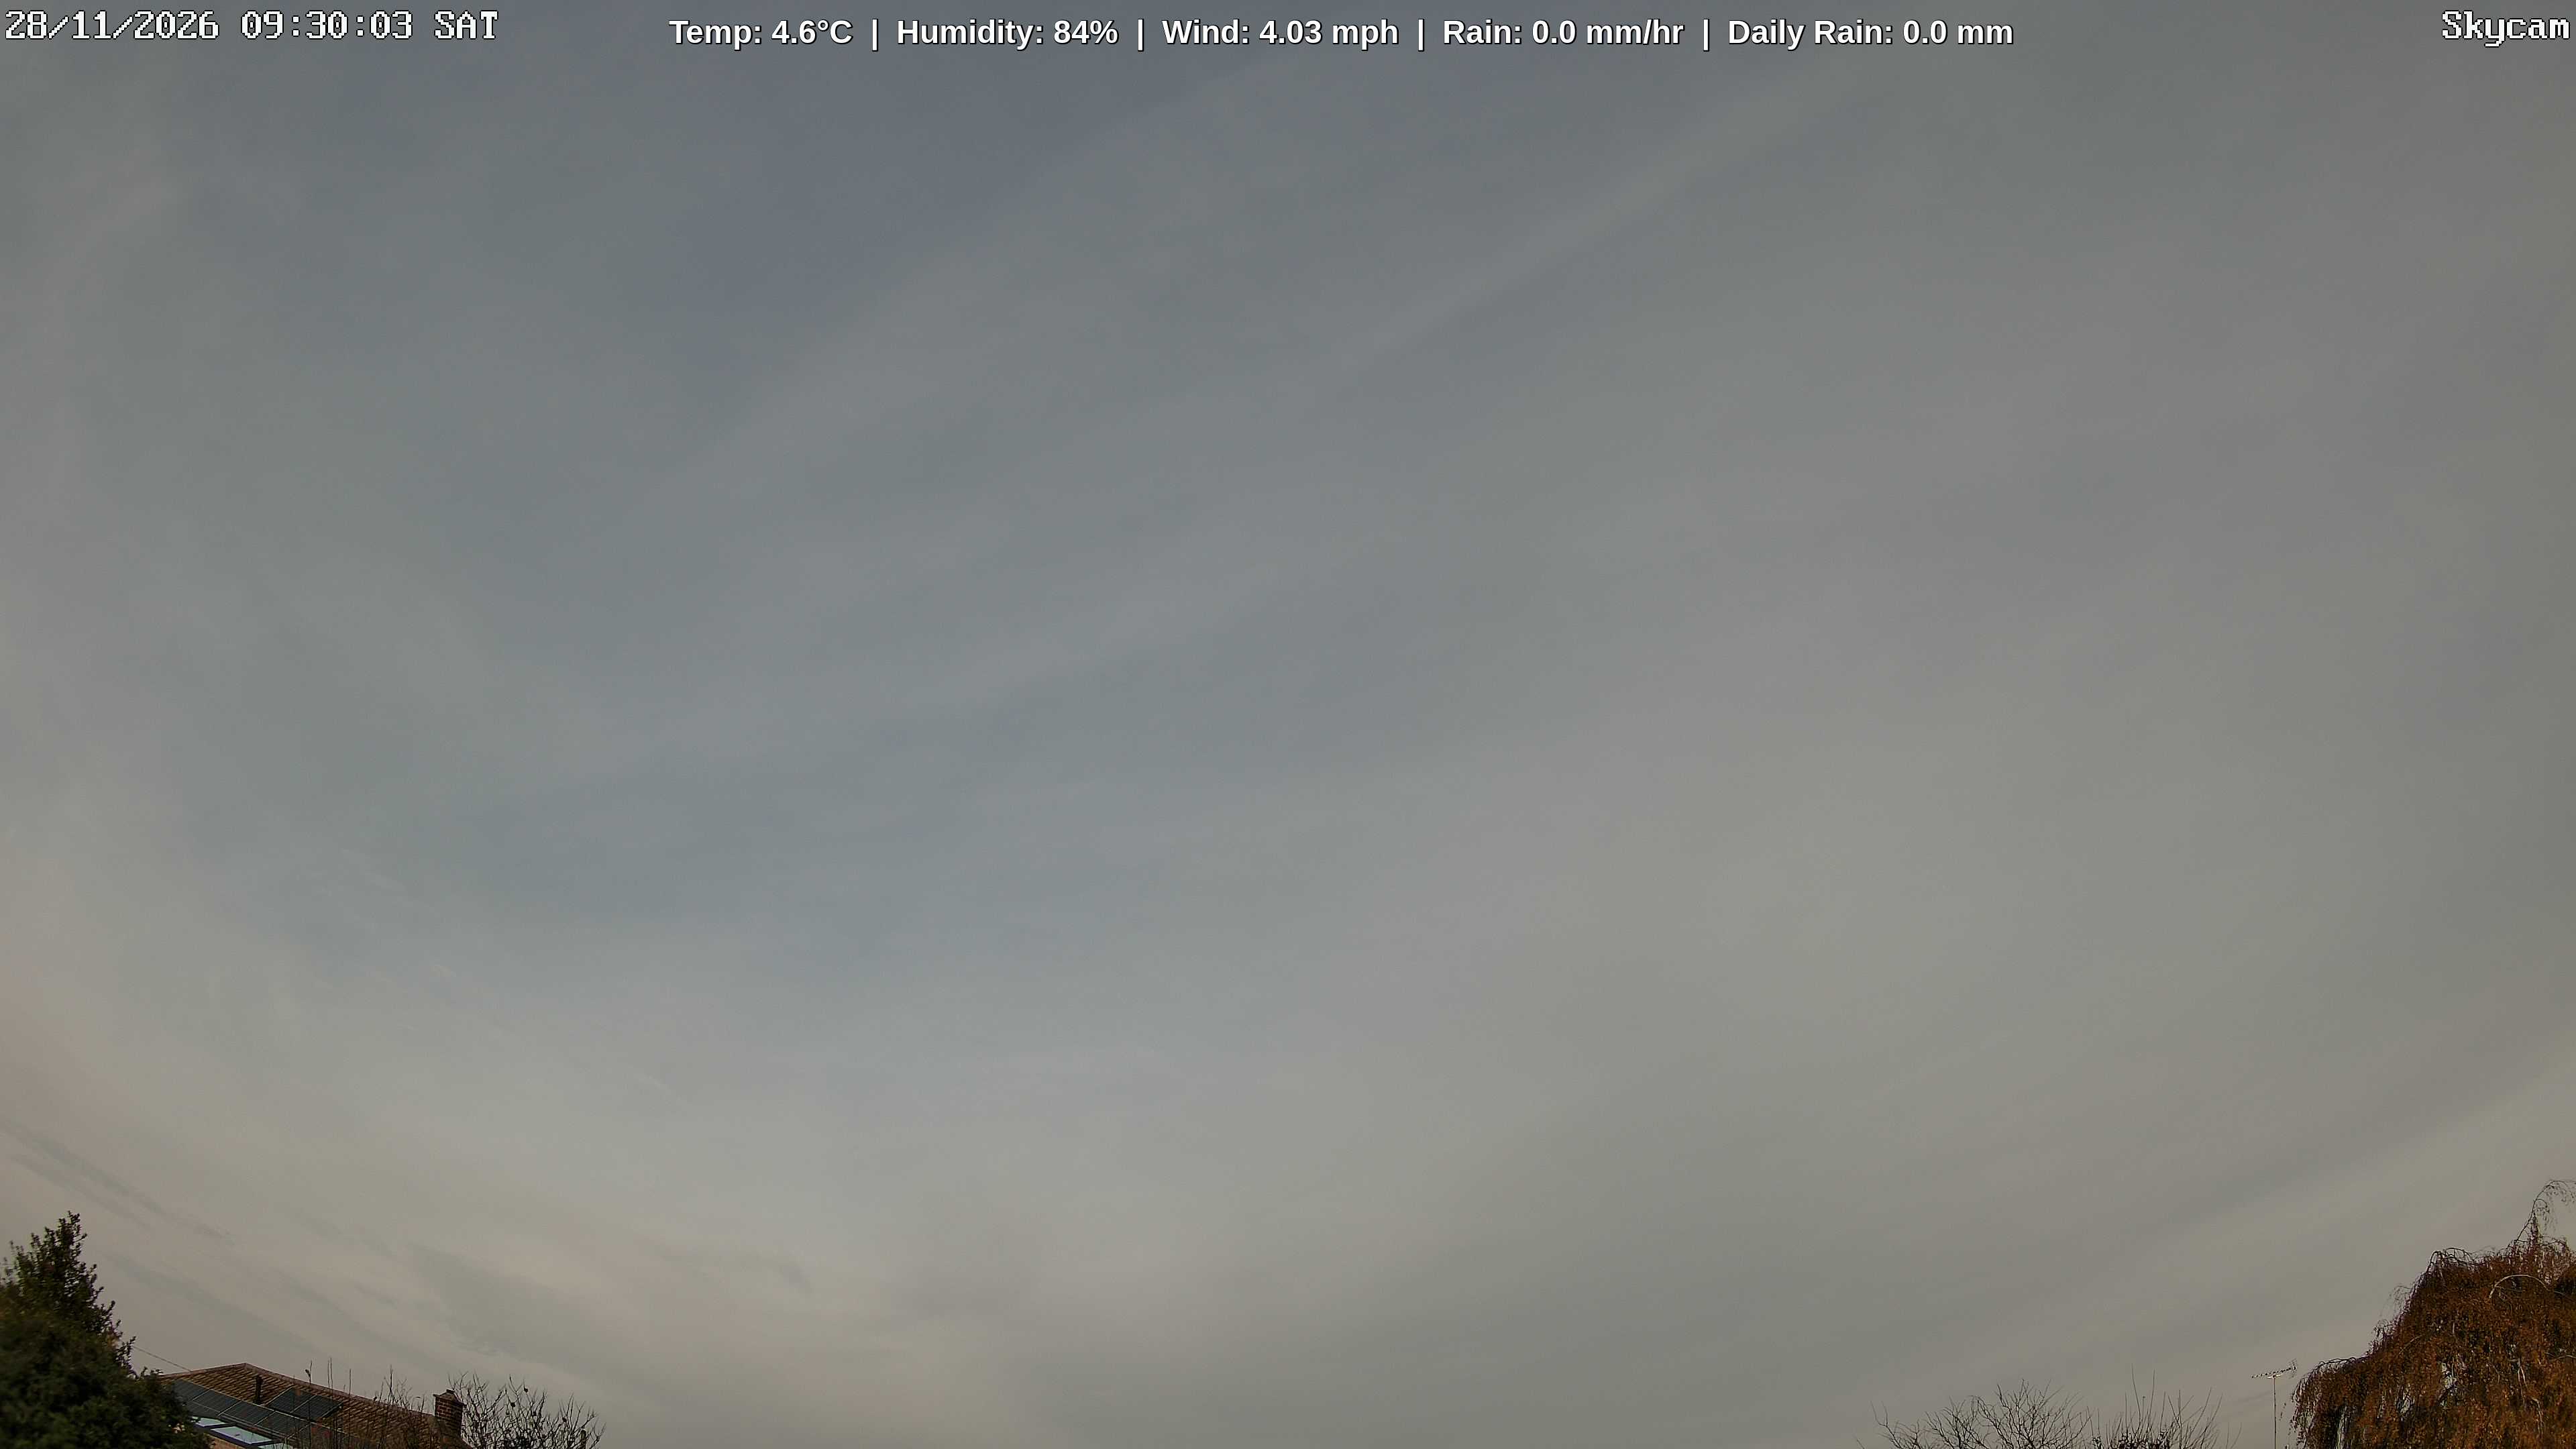 28/11/2026 09:30:03 SAT
Temp: 4.6°C | Humidity: 84% | Wind: 4.03 mph | Rain: 0.0 mm/hr | Daily Rain: 0.0 mm
Skycam